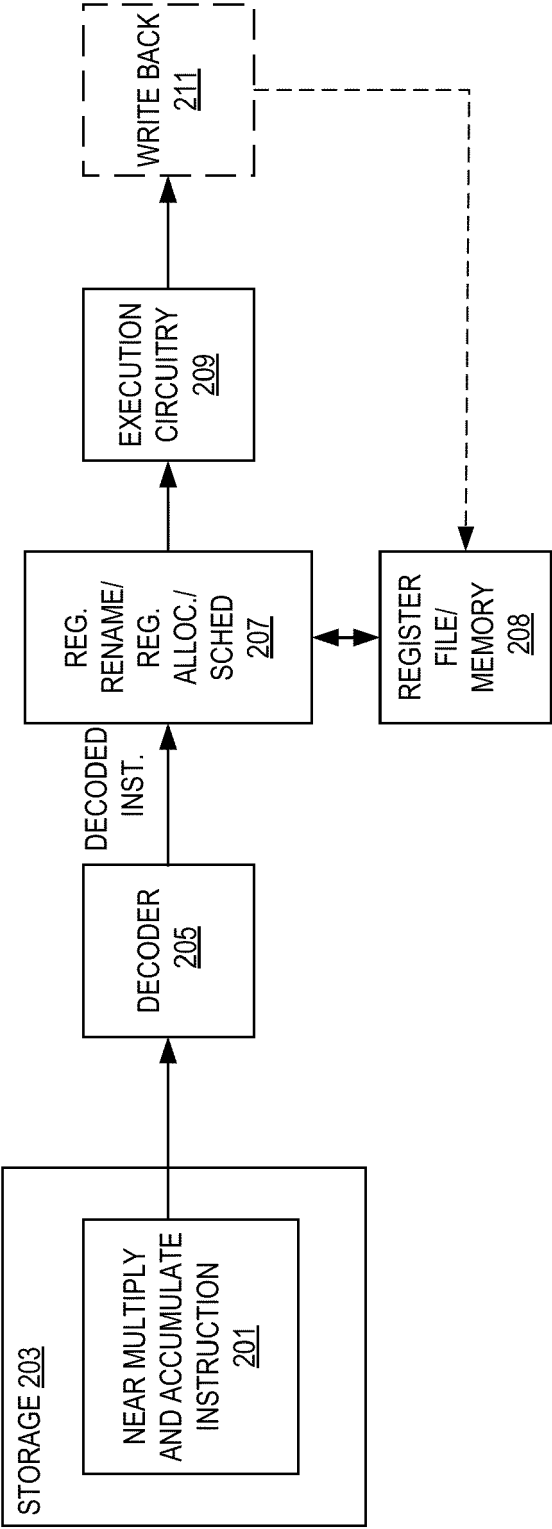 STORAGE 203
NEAR MULTIPLY
AND ACCUMULATE
INSTRUCTION
201
DECODER
205
DECODED
INST.
REG.
RENAME/
REG.
ALLOC./
SCHED
207
REGISTER
FILE/
MEMORY
208
EXECUTION
CIRCUITRY
209
WRITE BACK
211